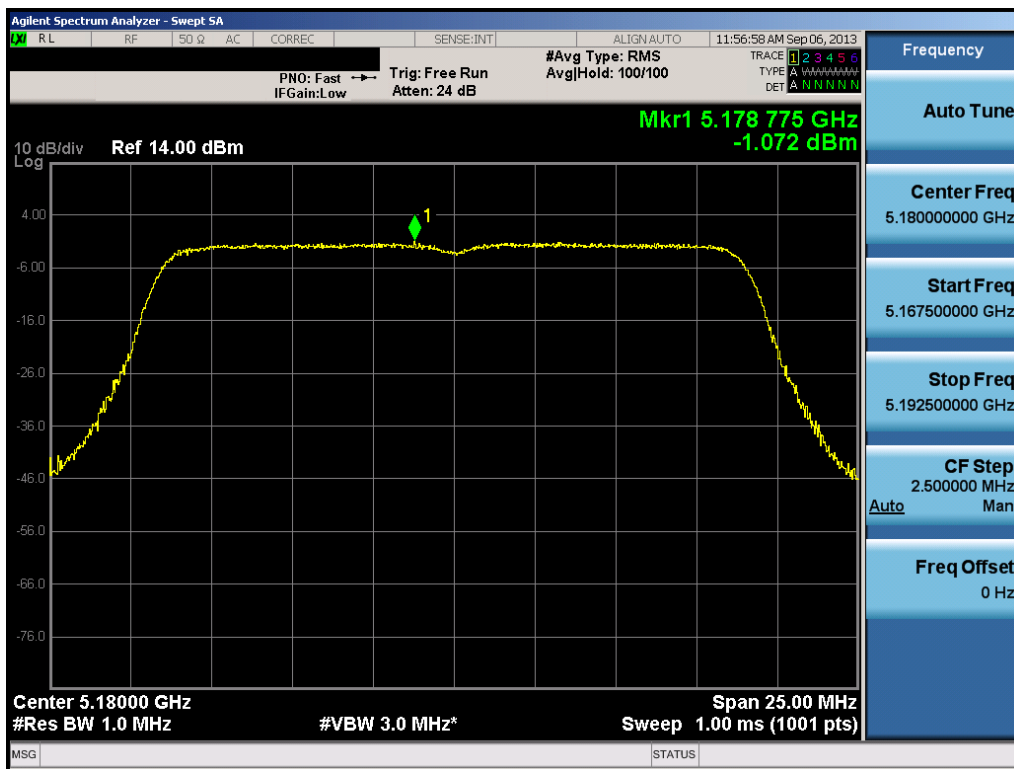 Agilent Spectrum Analyzer - Swept SA
LXI RL RF 50 Ω AC CORREC SENSE:INT ALIGNAUTO 11:56:58 AM Sep 06, 2013
Frequency
#Avg Type: RMS TRACE 1 2 3 4 5 6
PNO: Fast Trig: Free Run Avg|Hold: 100/100 TYPE A WWWWW
IFGain:Low Atten: 24 dB DET A N N N N N
Auto Tune
Mkr1 5.178 775 GHz
10 dB/div Ref 14.00 dBm -1.072 dBm
Log
Center Freq
5.180000000 GHz
4.00
1
-6.00
Start Freq
5.167500000 GHz
-16.0
-26.0
Stop Freq
5.192500000 GHz
-36.0
-46.0
CF Step
2.500000 MHz
Auto Man
-56.0
Freq Offset
0 Hz
-66.0
-76.0
Center 5.18000 GHz Span 25.00 MHz
#Res BW 1.0 MHz #VBW 3.0 MHz* Sweep 1.00 ms (1001 pts)
MSG STATUS